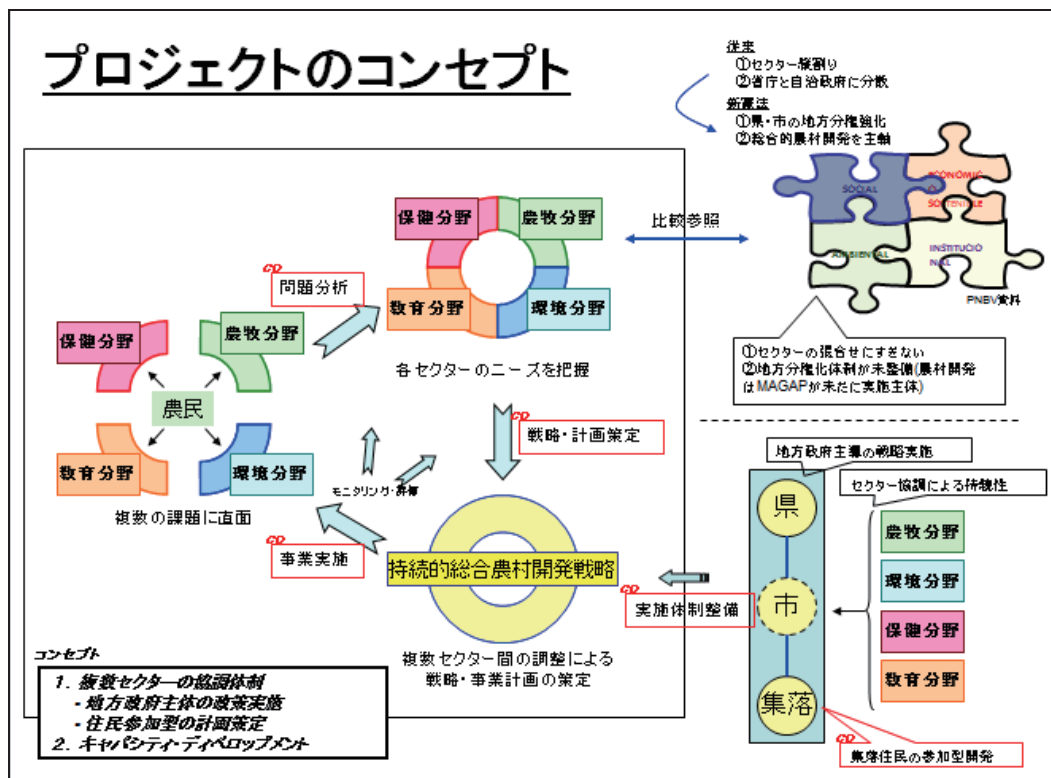 プロジェクトのコンセプト
従来
①セクター縦割り
②省庁と自治政府に分散
新憲法
①県・市の地方分権強化
②総合的農村開発を主軸
SOCIAL
ECONOMIC
O
SOSTENIBLE
AMBIENTAL
INSTITUCIO
NAL
PNBV資料
比較参照
保健分野
農牧分野
教育分野
環境分野
各セクターのニーズを把握
CD
問題分析
保健分野
農牧分野
農民
教育分野
環境分野
複数の課題に直面
CD
戦略・計画策定
モニタリング・評価
CD
事業実施
持続的総合農村開発戦略
複数セクター間の調整による
戦略・事業計画の策定
CD
実施体制整備
①セクターの張合せにすぎない
②地方分権化体制が未整備(農村開発
はMAGAPが未だに実施主体)
地方政府主導の戦略実施
セクター協調による持続性
県
市
集落
農牧分野
環境分野
保健分野
教育分野
CD
集落住民の参加型開発
コンセプト
1. 複数セクターの協調体制
- 地方政府主体の政策実施
- 住民参加型の計画策定
2. キャパシティ・ディベロップメント